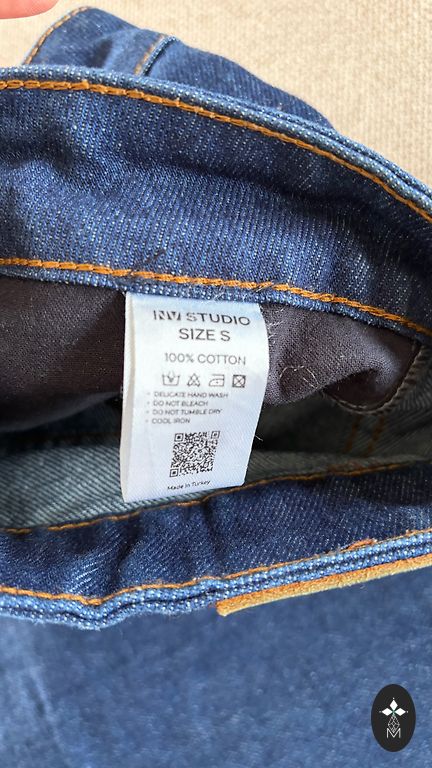 NV STUDIO
SIZE S
100% COTTON
• DELICATE HAND WASH
• DO NOT BLEACH
• DO NOT TUMBLE DRY
• COOL IRON
Made In Turkey
M